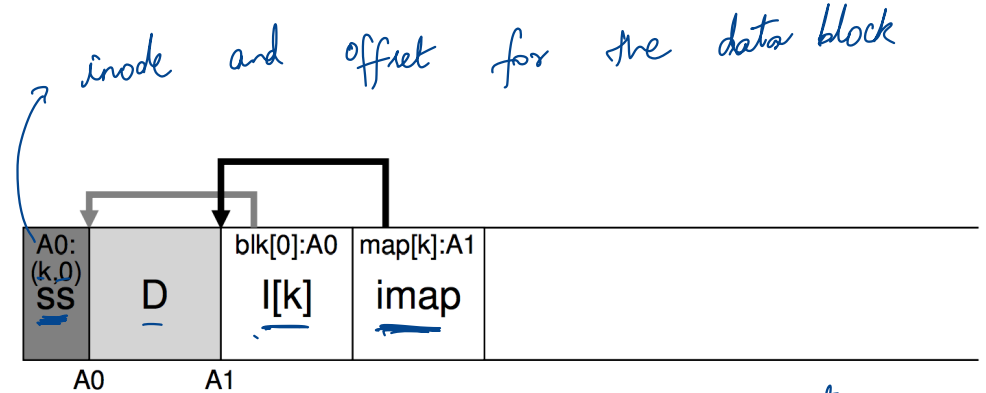 inode and offset for the data block
A0: blk[0]:A0 map[k]:A1
(k,0)
SS D I[k] imap
A0 A1